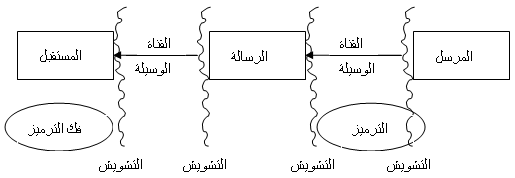 المرسل
القناة
الوسيلة
الرسالة
القناة
الوسيلة
المستقبل
الترميز
فك الترميز
التشويش
التشويش
التشويش
التشويش